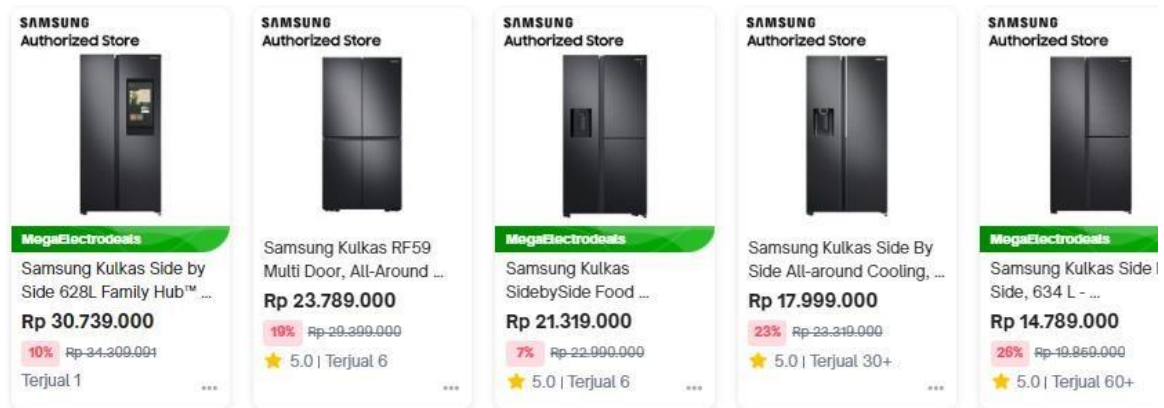 SAMSUNG
Authorized Store
MegaElectrodeals
Samsung Kulkas Side by
Side 628L Family Hub™ ...
Rp 30.739.000
10% Rp 34.309.091
Terjual 1
SAMSUNG
Authorized Store
Samsung Kulkas RF59
Multi Door, All-Around ...
Rp 23.789.000
19% Rp 29.399.000
5.0 | Terjual 6
SAMSUNG
Authorized Store
MegaElectrodeals
Samsung Kulkas
SidebySide Food ...
Rp 21.319.000
7% Rp 22.990.000
5.0 | Terjual 6
SAMSUNG
Authorized Store
Samsung Kulkas Side By
Side All-around Cooling, ...
Rp 17.999.000
23% Rp 23.319.000
5.0 | Terjual 30+
SAMSUNG
Authorized Store
MegaElectrodeals
Samsung Kulkas Side
Side, 634 L - ...
Rp 14.789.000
26% Rp 19.869.000
5.0 | Terjual 60+